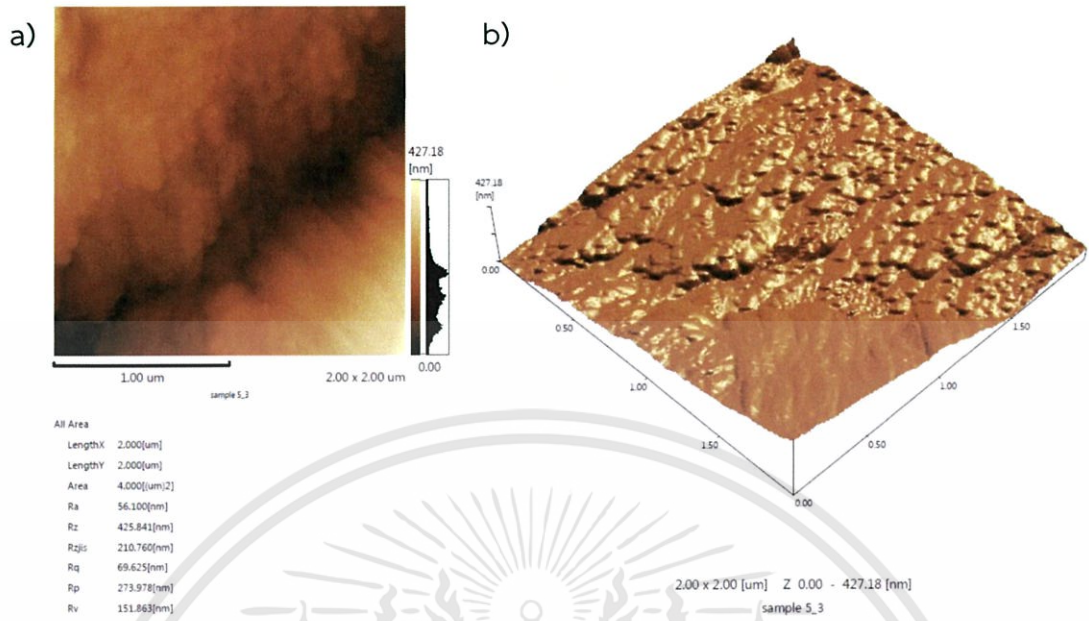 a)
427.18
[nm]
0.00
1.00 um
2.00 x 2.00 um
sample 5_3
All Area
LengthX 2.000[um]
LengthY 2.000[um]
Area 4.000[(um)2]
Ra 56.100[nm]
Rz 425.841[nm]
Rzjis 210.760[nm]
Rq 69.625[nm]
Rp 273.978[nm]
Rv 151.863[nm]
b)
427.18
[nm]
0.00
0.50
1.00
1.50
0.00
0.50
1.00
1.50
2.00 x 2.00 [um] Z 0.00 - 427.18 [nm]
sample 5_3